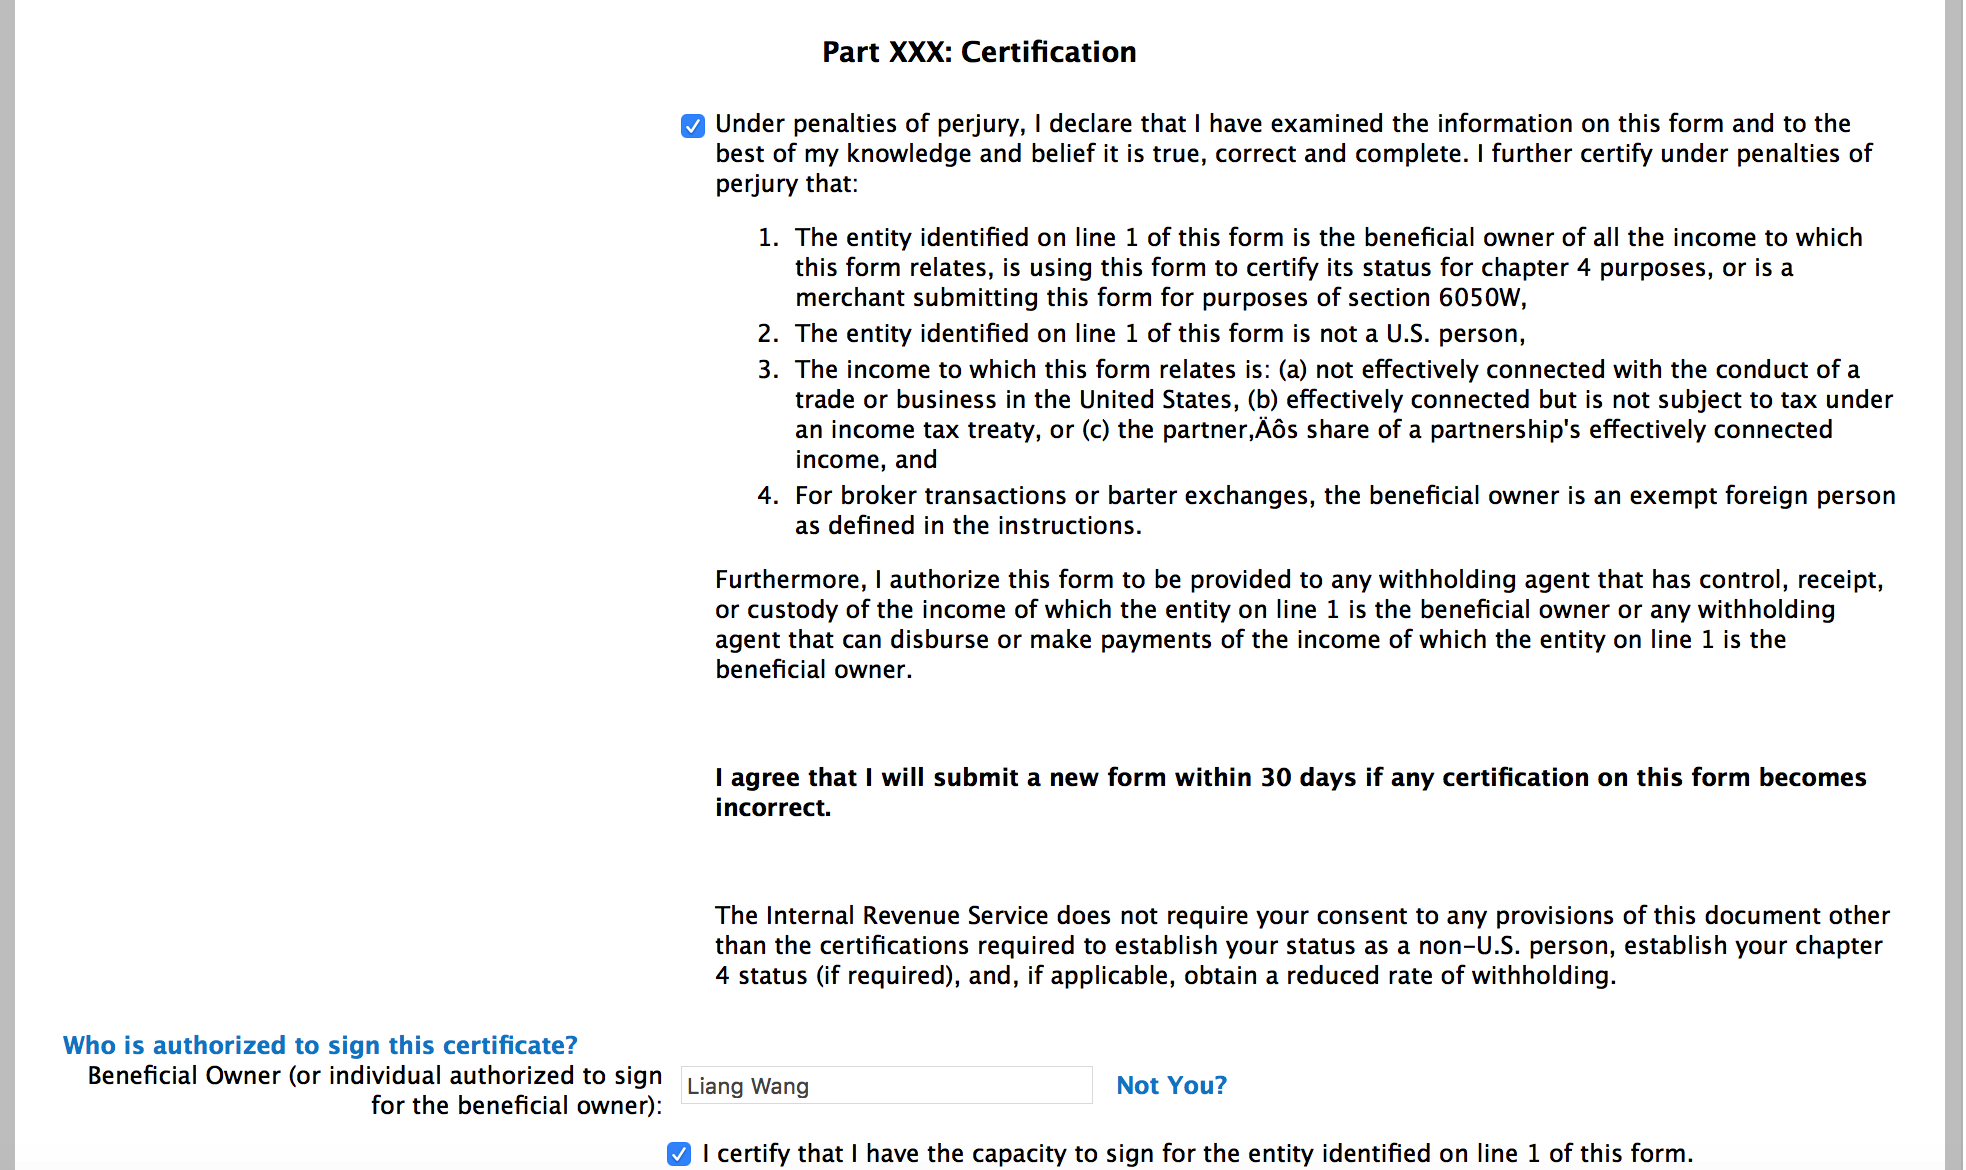 Part XXX: Certification
Under penalties of perjury, I declare that I have examined the information on this form and to the
best of my knowledge and belief it is true, correct and complete. I further certify under penalties of
perjury that:
1. The entity identified on line 1 of this form is the beneficial owner of all the income to which
this form relates, is using this form to certify its status for chapter 4 purposes, or is a
merchant submitting this form for purposes of section 6050W,
2. The entity identified on line 1 of this form is not a U.S. person,
3. The income to which this form relates is: (a) not effectively connected with the conduct of a
trade or business in the United States, (b) effectively connected but is not subject to tax under
an income tax treaty, or (c) the partner‚Äôs share of a partnership's effectively connected
income, and
4. For broker transactions or barter exchanges, the beneficial owner is an exempt foreign person
as defined in the instructions.
Furthermore, I authorize this form to be provided to any withholding agent that has control, receipt,
or custody of the income of which the entity on line 1 is the beneficial owner or any withholding
agent that can disburse or make payments of the income of which the entity on line 1 is the
beneficial owner.
I agree that I will submit a new form within 30 days if any certification on this form becomes
incorrect.
The Internal Revenue Service does not require your consent to any provisions of this document other
than the certifications required to establish your status as a non-U.S. person, establish your chapter
4 status (if required), and, if applicable, obtain a reduced rate of withholding.
Who is authorized to sign this certificate?
Beneficial Owner (or individual authorized to sign
for the beneficial owner):
Liang Wang
Not You?
I certify that I have the capacity to sign for the entity identified on line 1 of this form.